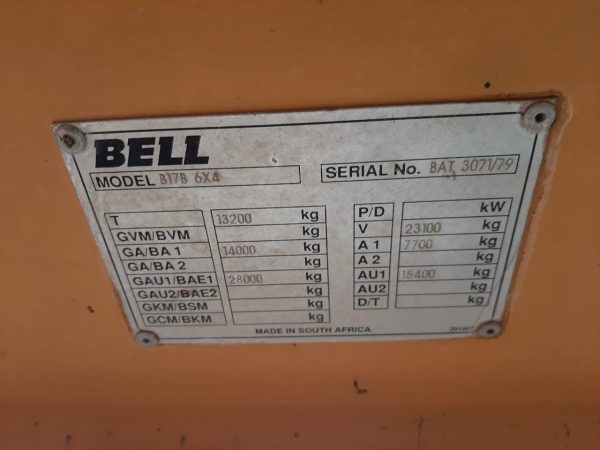 BELL
MODEL B17B 6X4
SERIAL No. BAT 3071/79
T 13200 kg
GVM/BVM kg
GA/BA 1 14000 kg
GA/BA 2 kg
GAU1/BAE1 28000 kg
GAU2/BAE2 kg
GKM/BSM kg
GCM/BKM kg
P/D kW
V 23100 kg
A 1 7700 kg
A 2 kg
AU1 15400 kg
AU2 kg
D/T kg
MADE IN SOUTH AFRICA